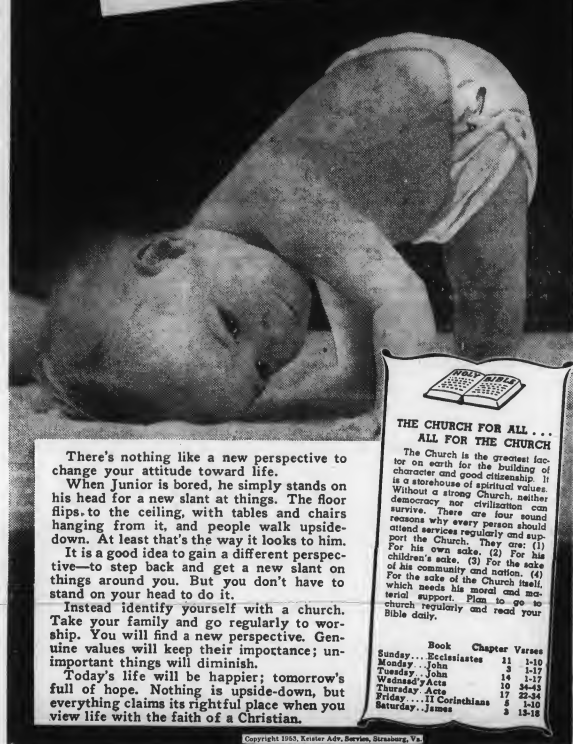 There's nothing like a new perspective to
change your attitude toward life.
When Junior is bored, he simply stands on
his head for a new slant at things. The floor
flips to the ceiling, with tables and chairs
hanging from it, and people walk upside-
down. At least that's the way it looks to him.
It is a good idea to gain a different perspec-
tive—to step back and get a new slant on
things around you. But you don't have to
stand on your head to do it.
Instead identify yourself with a church.
Take your family and go regularly to wor-
ship. You will find a new perspective. Gen-
uine values will keep their importance; un-
important things will diminish.
Today's life will be happier; tomorrow's
full of hope. Nothing is upside-down, but
everything claims its rightful place when you
view life with the faith of a Christian.
HOLY BIBLE
THE CHURCH FOR ALL . . .
ALL FOR THE CHURCH
The Church is the greatest fac-
tor on earth for the building of
character and good citizenship. It
is a storehouse of spiritual values.
Without a strong Church, neither
democracy nor civilization can
survive. There are four sound
reasons why every person should
attend services regularly and sup-
port the Church. They are: (1)
For his own sake. (2) For his
children's sake. (3) For the sake
of his community and nation. (4)
For the sake of the Church itself,
which needs his moral and ma-
terial support. Plan to go to
church regularly and read your
Bible daily.
Book Chapter Verses
Sunday... Ecclesiastes 11 1-10
Monday... John 3 1-17
Tuesday.. John 14 1-17
Wednesd'y Acts 10 34-43
Thursday. Acts 17 22-34
Friday.... II Corinthians 5 1-10
Saturday.. James 3 13-18
Copyright 1963, Keister Adv. Service, Strasburg, Va.